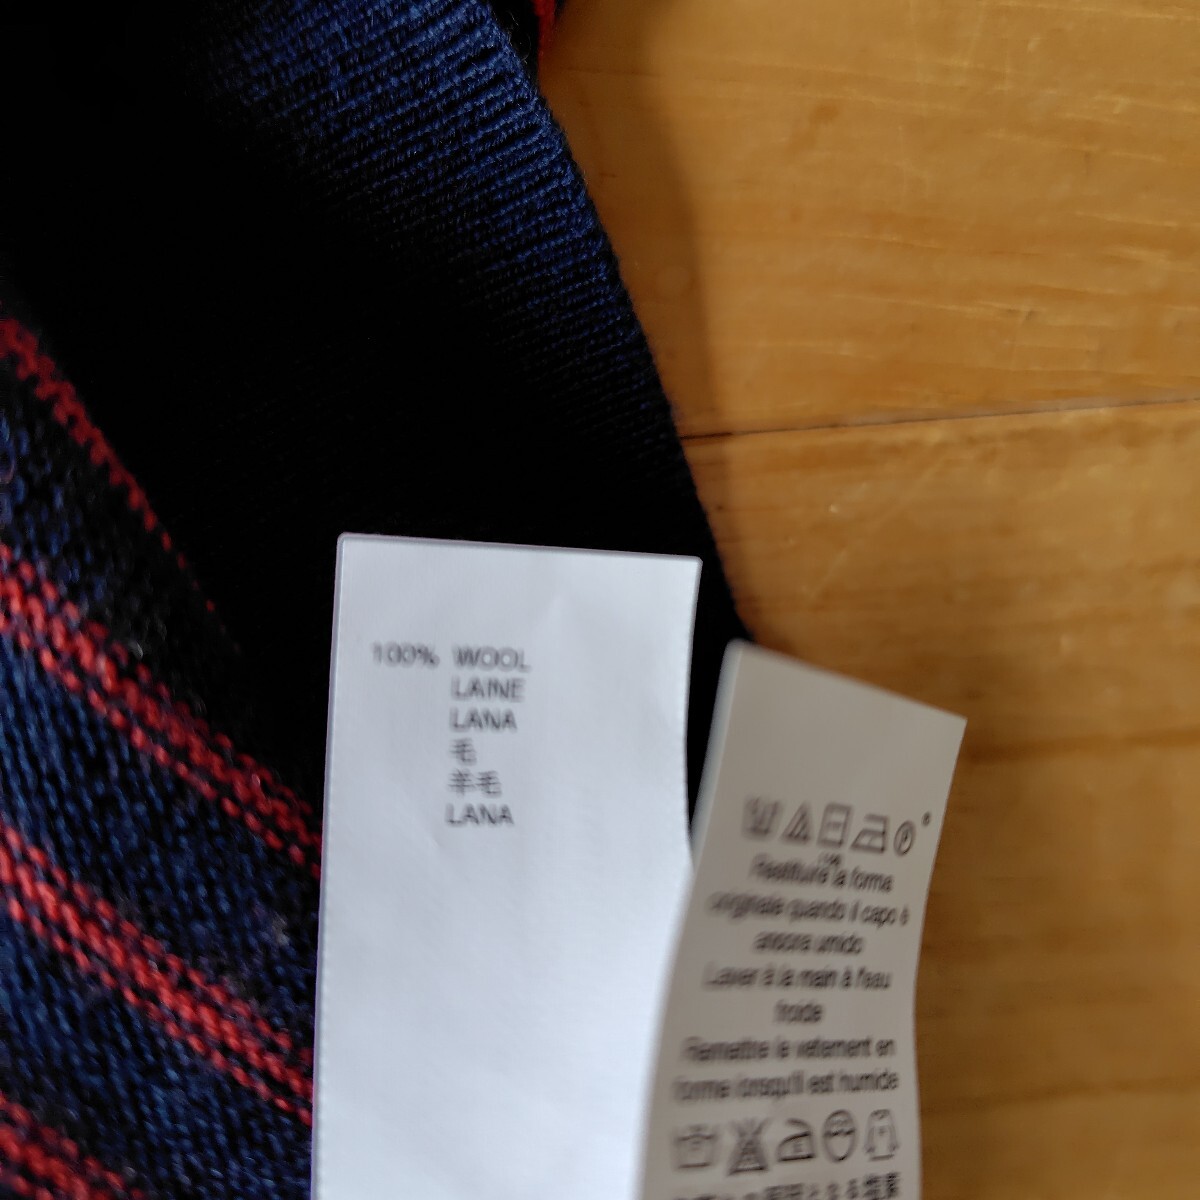 100% WOOL
LAINE
LANA
毛
羊毛
LANA
Restituire la forma
originale quando il capo è
ancora umido
Laver à la main à l'eau
froide
Remettre le vêtement en
forme lorsqu'il est humide